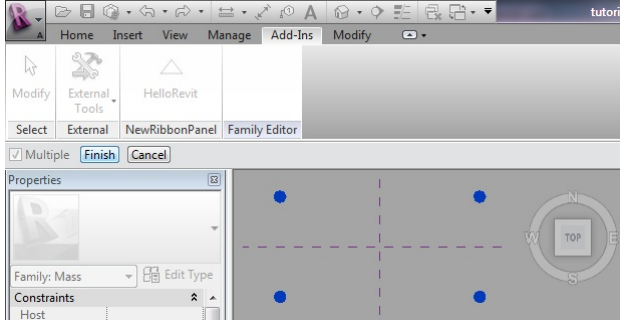 tutori
A
Home Insert View Manage Add-Ins Modify
Modify External Tools HelloRevit
Select External NewRibbonPanel Family Editor
Multiple Finish Cancel
Properties
Family: Mass Edit Type
Constraints
Host
N
W TOP E
S